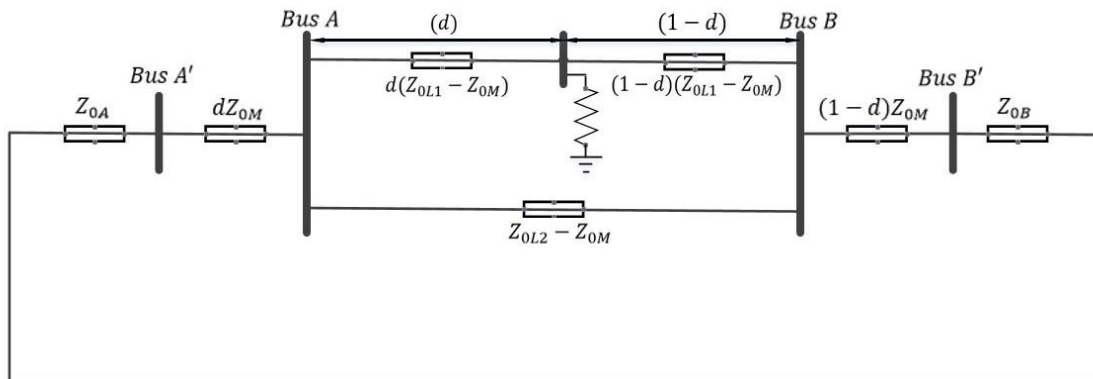 Bus A
(d)
(1 − d)
Bus B
Bus A′
d(Z₀L₁ − Z₀M)
(1 − d)(Z₀L₁ − Z₀M)
Bus B′
Z₀A
dZ₀M
(1 − d)Z₀M
Z₀B
Z₀L₂ − Z₀M